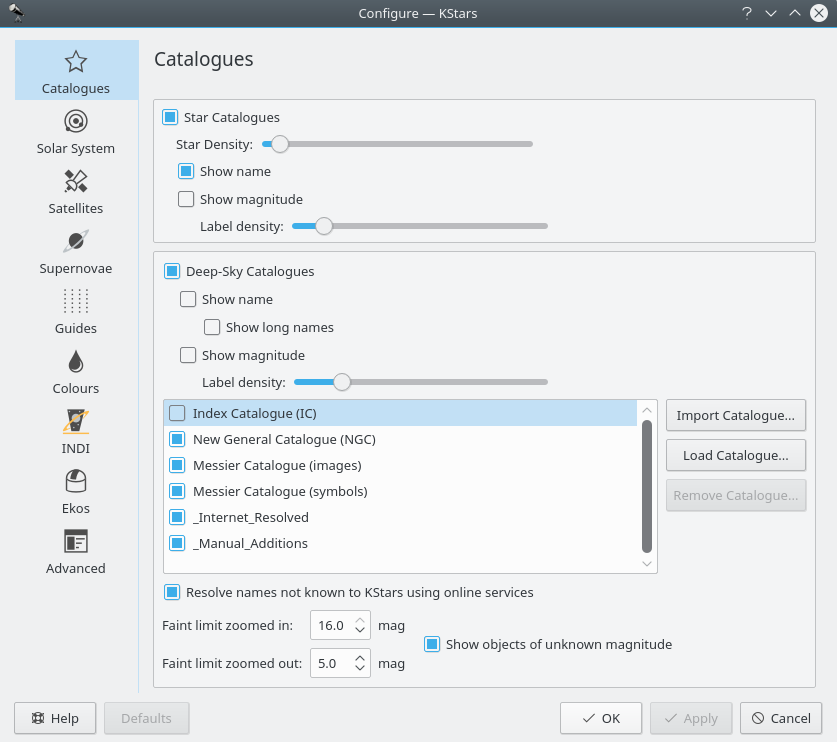 Configure — KStars
Catalogues
Solar System
Satellites
Supernovae
Guides
Colours
INDI
Ekos
Advanced
Catalogues
Star Catalogues
Star Density:
Show name
Show magnitude
Label density:
Deep-Sky Catalogues
Show name
Show long names
Show magnitude
Label density:
Index Catalogue (IC)
New General Catalogue (NGC)
Messier Catalogue (images)
Messier Catalogue (symbols)
_Internet_Resolved
_Manual_Additions
Import Catalogue...
Load Catalogue...
Remove Catalogue...
Resolve names not known to KStars using online services
Faint limit zoomed in: 16.0 mag
Show objects of unknown magnitude
Faint limit zoomed out: 5.0 mag
Help Defaults OK Apply Cancel